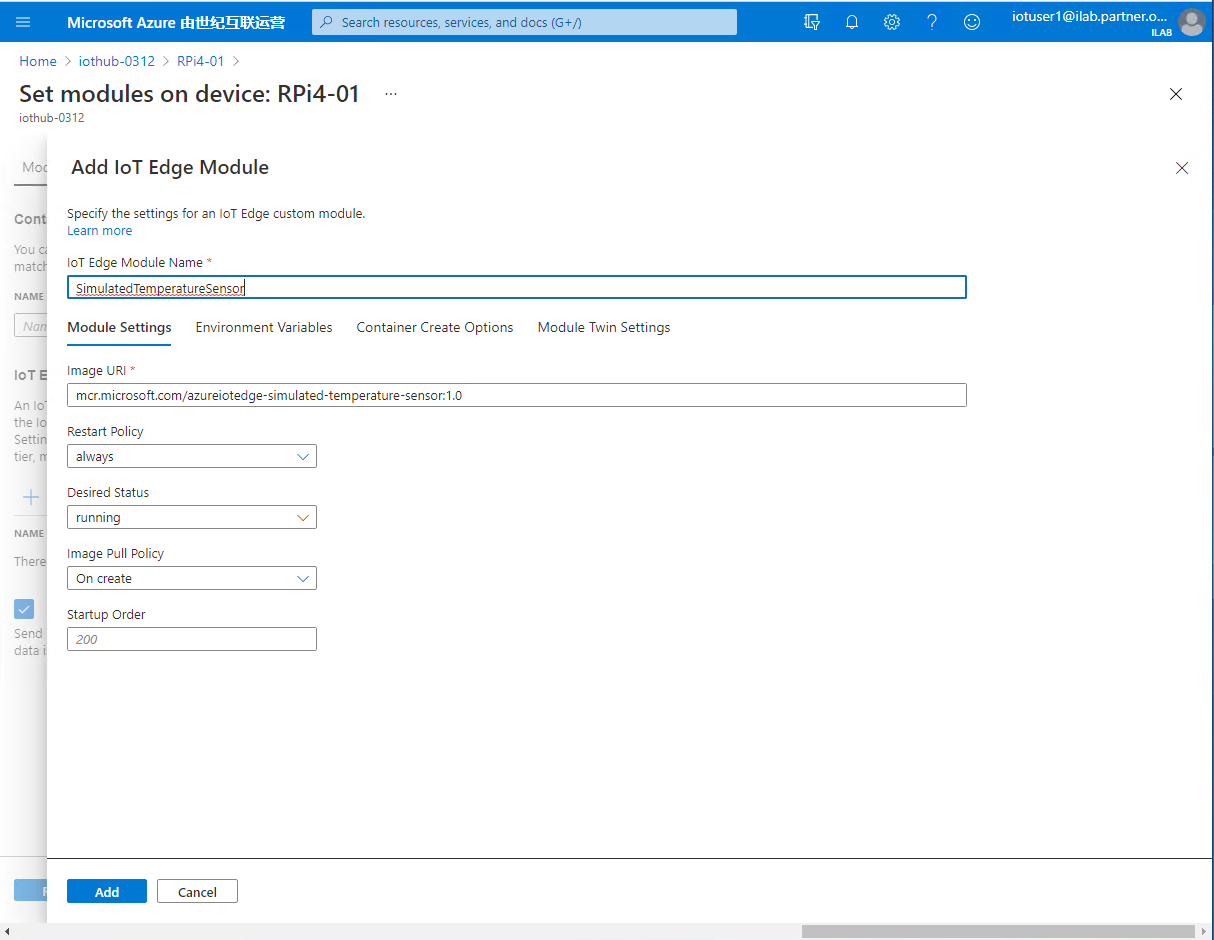 Microsoft Azure 由世纪互联运营
Search resources, services, and docs (G+/)
iotuser1@ilab.partner.o...
ILAB
Home > iothub-0312 > RPi4-01 >
Set modules on device: RPi4-01 ...
iothub-0312
Add IoT Edge Module
Specify the settings for an IoT Edge custom module.
Learn more
IoT Edge Module Name *
SimulatedTemperatureSensor
Module Settings Environment Variables Container Create Options Module Twin Settings
Image URI *
mcr.microsoft.com/azureiotedge-simulated-temperature-sensor:1.0
Restart Policy
always
Desired Status
running
Image Pull Policy
On create
Startup Order
200
Add Cancel
Mod
Cont
You ca
match
NAME
Nam
IoT E
An IoT
the Io
Settin
tier, m
NAME
There
Send
data i